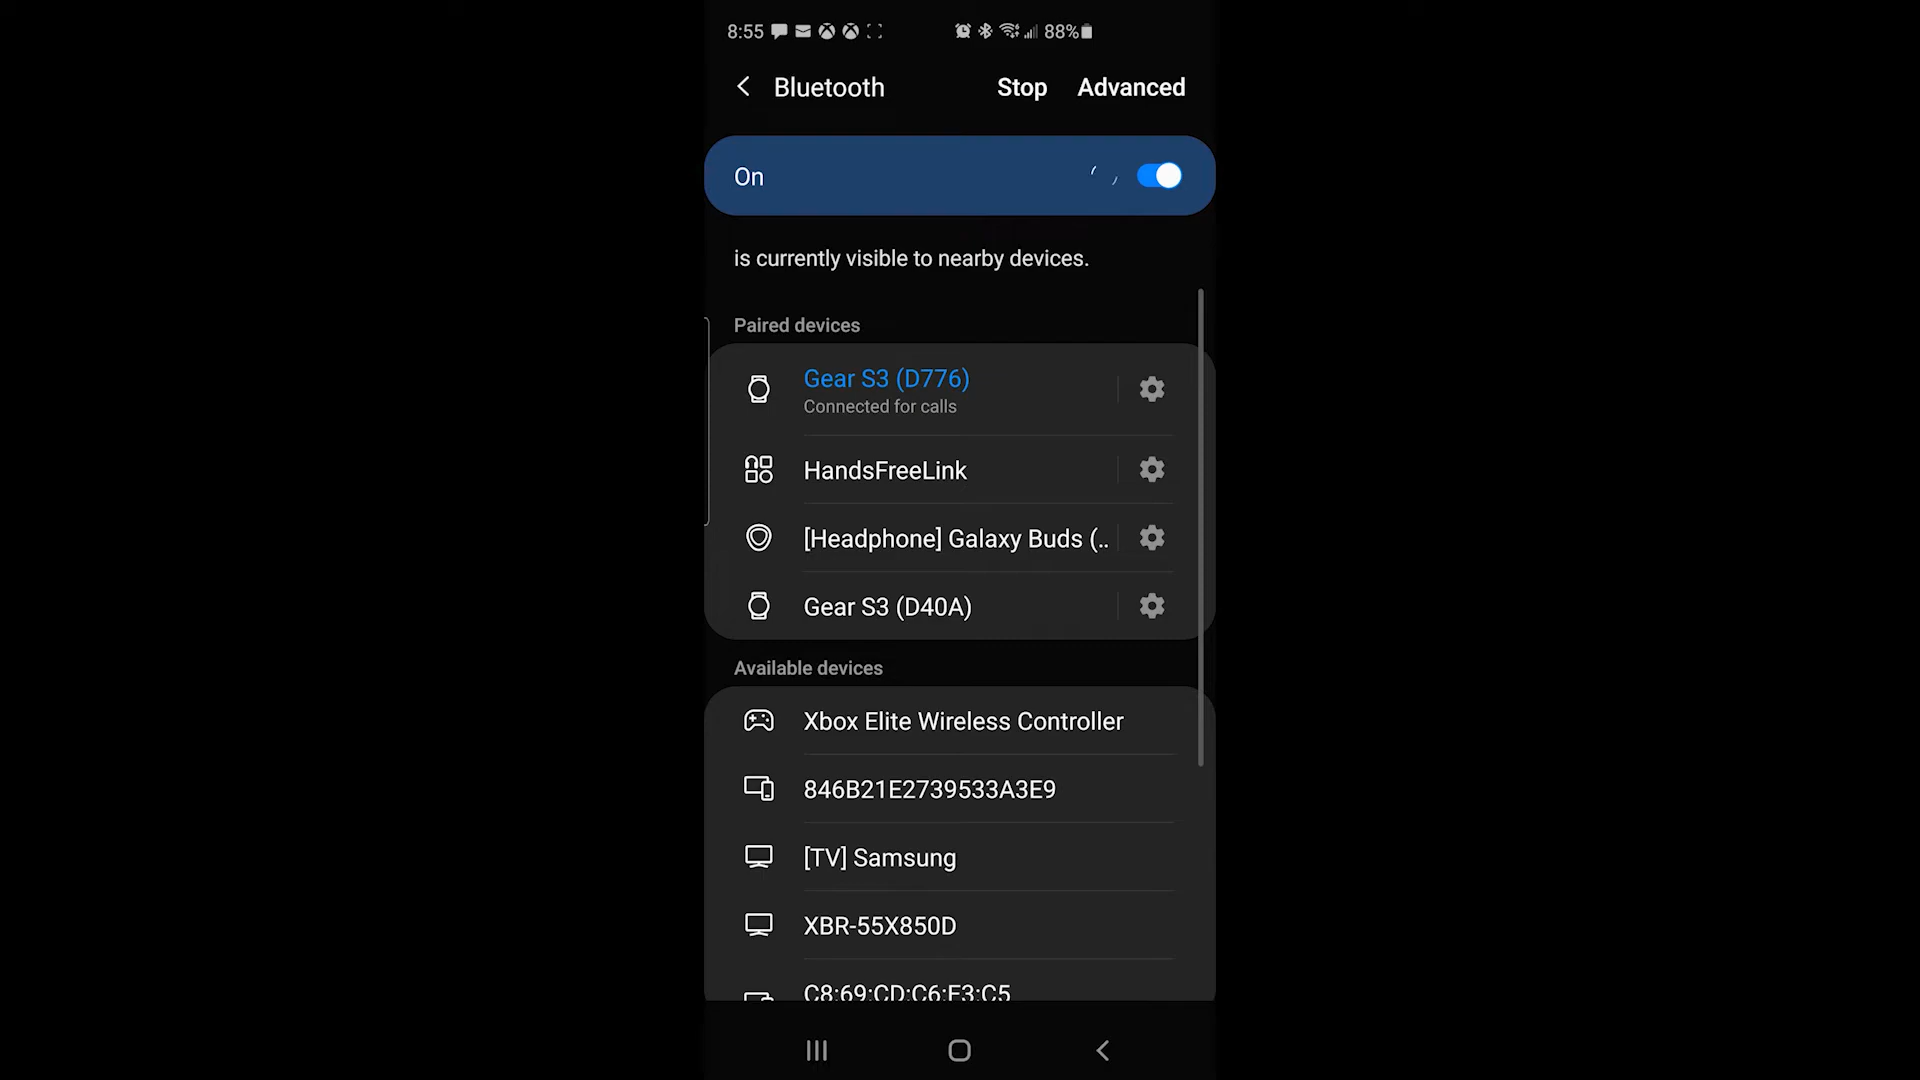 8:55 88%
Bluetooth Stop Advanced
On
is currently visible to nearby devices.
Paired devices
Gear S3 (D776)
Connected for calls
HandsFreeLink
[Headphone] Galaxy Buds (..
Gear S3 (D40A)
Available devices
Xbox Elite Wireless Controller
846B21E2739533A3E9
[TV] Samsung
XBR-55X850D
C8:69:CD:C6:F3:C5